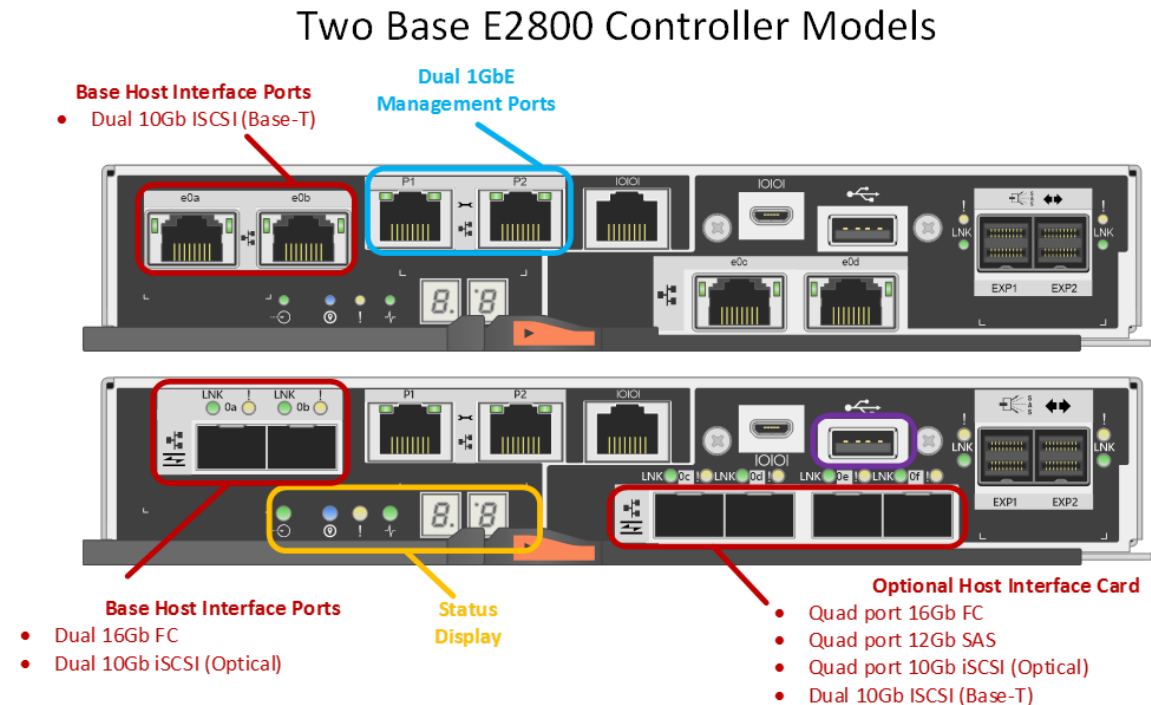 Two Base E2800 Controller Models
Dual 1GbE
Management Ports
Base Host Interface Ports
• Dual 10Gb ISCSI (Base-T)
e0a
e0b
P1
P2
IOIOI
IOIOI
e0c
e0d
!
LNK
S
A
S
!
LNK
EXP1
EXP2
8.
8
!
LNK
!
LNK
!
0a
0b
P1
P2
IOIOI
IOIOI
LNK 0c ! LNK 0d ! LNK 0e ! LNK 0f !
!
LNK
S
A
S
!
LNK
EXP1
EXP2
8.
8
!
Base Host Interface Ports
• Dual 16Gb FC
• Dual 10Gb iSCSI (Optical)
Status
Display
Optional Host Interface Card
• Quad port 16Gb FC
• Quad port 12Gb SAS
• Quad port 10Gb iSCSI (Optical)
• Dual 10Gb ISCSI (Base-T)